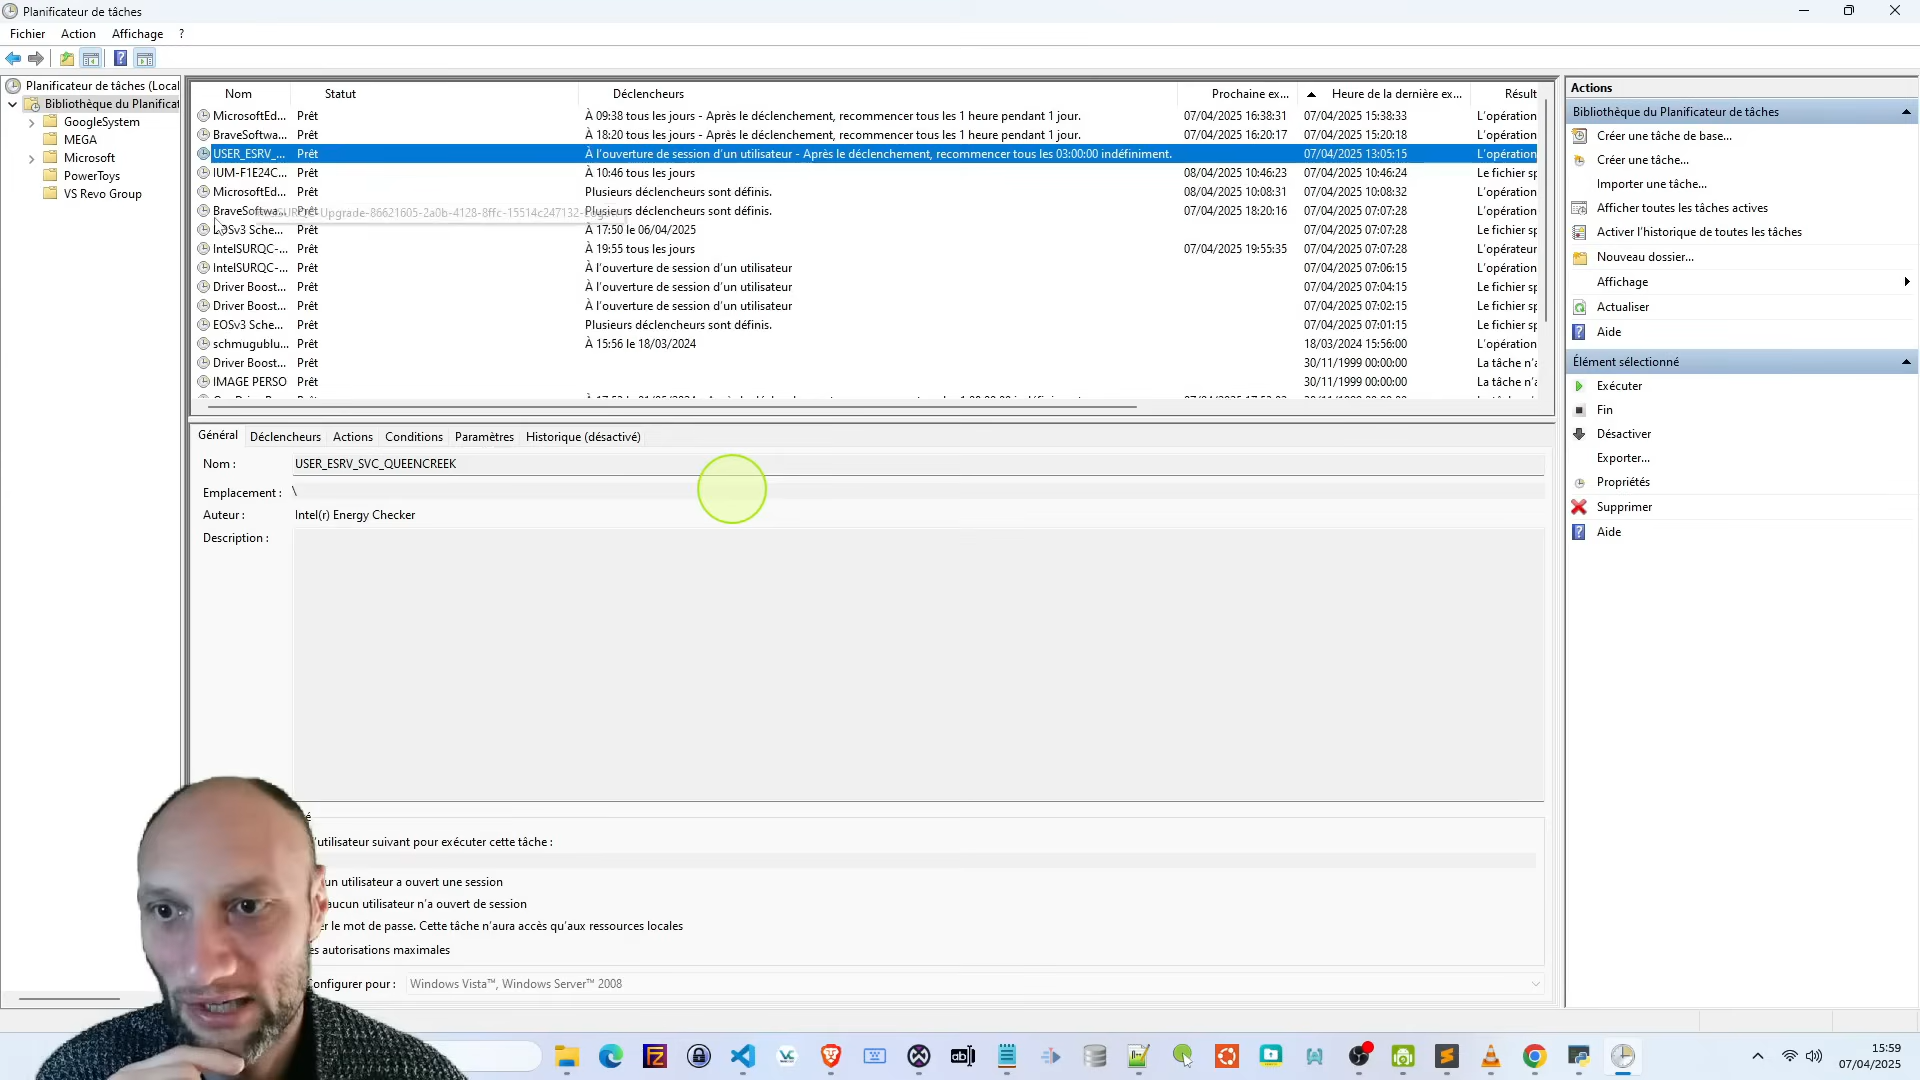 Planificateur de tâches
Fichier Action Affichage ?
Planificateur de tâches (Local
Bibliothèque du Planificat
GoogleSystem
MEGA
Microsoft
PowerToys
VS Revo Group
Nom Statut Déclencheurs Prochaine ex... Heure de la dernière ex... Résult
MicrosoftEd... Prêt À 09:38 tous les jours - Après le déclenchement, recommencer tous les 1 heure pendant 1 jour. 07/04/2025 16:38:31 07/04/2025 15:38:33 L'opération
BraveSoftwa... Prêt À 18:20 tous les jours - Après le déclenchement, recommencer tous les 1 heure pendant 1 jour. 07/04/2025 16:20:17 07/04/2025 15:20:18 L'opération
USER_ESRV_... Prêt À l'ouverture de session d'un utilisateur - Après le déclenchement, recommencer tous les 03:00:00 indéfiniment. 07/04/2025 13:05:15 L'opération
IUM-F1E24C... Prêt À 10:46 tous les jours 08/04/2025 10:46:23 07/04/2025 10:46:24 Le fichier sp
MicrosoftEd... Prêt Plusieurs déclencheurs sont définis. 08/04/2025 10:08:31 07/04/2025 10:08:32 L'opération
BraveSoftwa... Prêt Plusieurs déclencheurs sont définis. 07/04/2025 18:20:16 07/04/2025 07:07:28 L'opération
Upgrade-86621605-2a0b-4128-8ffc-15514c247132
EOSv3 Sche... Prêt À 17:50 le 06/04/2025 07/04/2025 07:07:28 Le fichier sp
IntelSURQC-... Prêt À 19:55 tous les jours 07/04/2025 19:55:35 07/04/2025 07:07:28 L'opérateur
IntelSURQC-... Prêt À l'ouverture de session d'un utilisateur 07/04/2025 07:06:15 L'opération
Driver Boost... Prêt À l'ouverture de session d'un utilisateur 07/04/2025 07:04:15 Le fichier sp
Driver Boost... Prêt À l'ouverture de session d'un utilisateur 07/04/2025 07:02:15 Le fichier sp
EOSv3 Sche... Prêt Plusieurs déclencheurs sont définis. 07/04/2025 07:01:15 Le fichier sp
schmugublu... Prêt À 15:56 le 18/03/2024 18/03/2024 15:56:00 L'opération
Driver Boost... Prêt 30/11/1999 00:00:00 La tâche n'a
IMAGE PERSO Prêt 30/11/1999 00:00:00 La tâche n'a
Général Déclencheurs Actions Conditions Paramètres Historique (désactivé)
Nom : USER_ESRV_SVC_QUEENCREEK
Emplacement : \
Auteur : Intel(r) Energy Checker
Description :
é
'utilisateur suivant pour exécuter cette tâche :
un utilisateur a ouvert une session
aucun utilisateur n'a ouvert de session
er le mot de passe. Cette tâche n'aura accès qu'aux ressources locales
es autorisations maximales
Configurer pour : Windows Vista™, Windows Server™ 2008
Actions
Bibliothèque du Planificateur de tâches
Créer une tâche de base...
Créer une tâche...
Importer une tâche...
Afficher toutes les tâches actives
Activer l'historique de toutes les tâches
Nouveau dossier...
Affichage
Actualiser
Aide
Élément sélectionné
Exécuter
Fin
Désactiver
Exporter...
Propriétés
Supprimer
Aide
15:59
07/04/2025